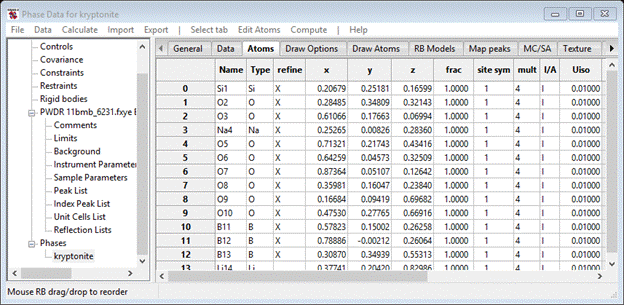 Phase Data for kryptonite
File Data Calculate Import Export | Select tab Edit Atoms Compute | Help
Controls
Covariance
Constraints
Restraints
Rigid bodies
PWDR 11bmb_6231.fxye B
Comments
Limits
Background
Instrument Parameter
Sample Parameters
Peak List
Index Peak List
Unit Cells List
Reflection Lists
Phases
kryptonite
General Data Atoms Draw Options Draw Atoms RB Models Map peaks MC/SA Texture
Name Type refine x y z frac site sym mult I/A Uiso
0 Si1 Si X 0.20679 0.25181 0.16599 1.0000 1 4 I 0.01000
1 O2 O X 0.28485 0.34809 0.32143 1.0000 1 4 I 0.01000
2 O3 O X 0.61066 0.17663 0.06994 1.0000 1 4 I 0.01000
3 Na4 Na X 0.25265 0.00826 0.28360 1.0000 1 4 I 0.01000
4 O5 O X 0.71321 0.21743 0.43416 1.0000 1 4 I 0.01000
5 O6 O X 0.64259 0.04573 0.32509 1.0000 1 4 I 0.01000
6 O7 O X 0.87364 0.05107 0.12642 1.0000 1 4 I 0.01000
7 O8 O X 0.35981 0.16047 0.23840 1.0000 1 4 I 0.01000
8 O9 O X 0.16684 0.09419 0.69682 1.0000 1 4 I 0.01000
9 O10 O X 0.47530 0.27765 0.66916 1.0000 1 4 I 0.01000
10 B11 B X 0.57823 0.15002 0.26258 1.0000 1 4 I 0.01000
11 B12 B X 0.78886 -0.00212 0.26064 1.0000 1 4 I 0.01000
12 B13 B X 0.30870 0.34939 0.55313 1.0000 1 4 I 0.01000
13 Li14 Li 0.37741 0.20420 0.82986 1.0000 1 4 I 0.01000
Mouse RB drag/drop to reorder